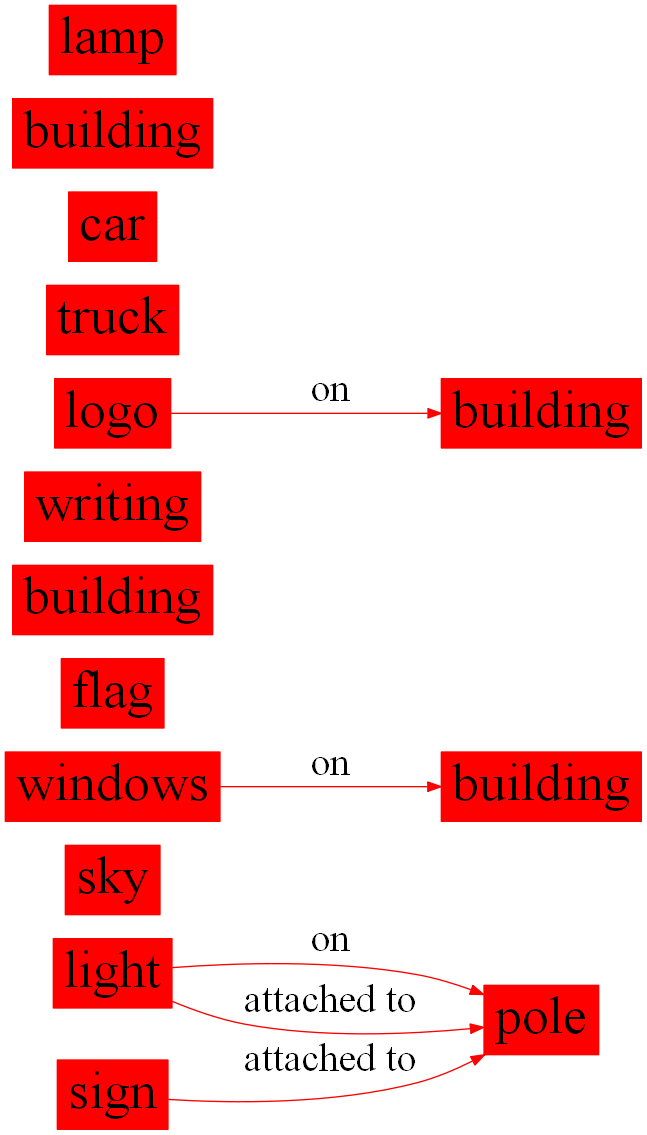 lamp
building
car
truck
logo on building
writing
building
flag
windows on building
sky
light on
attached to pole
sign attached to